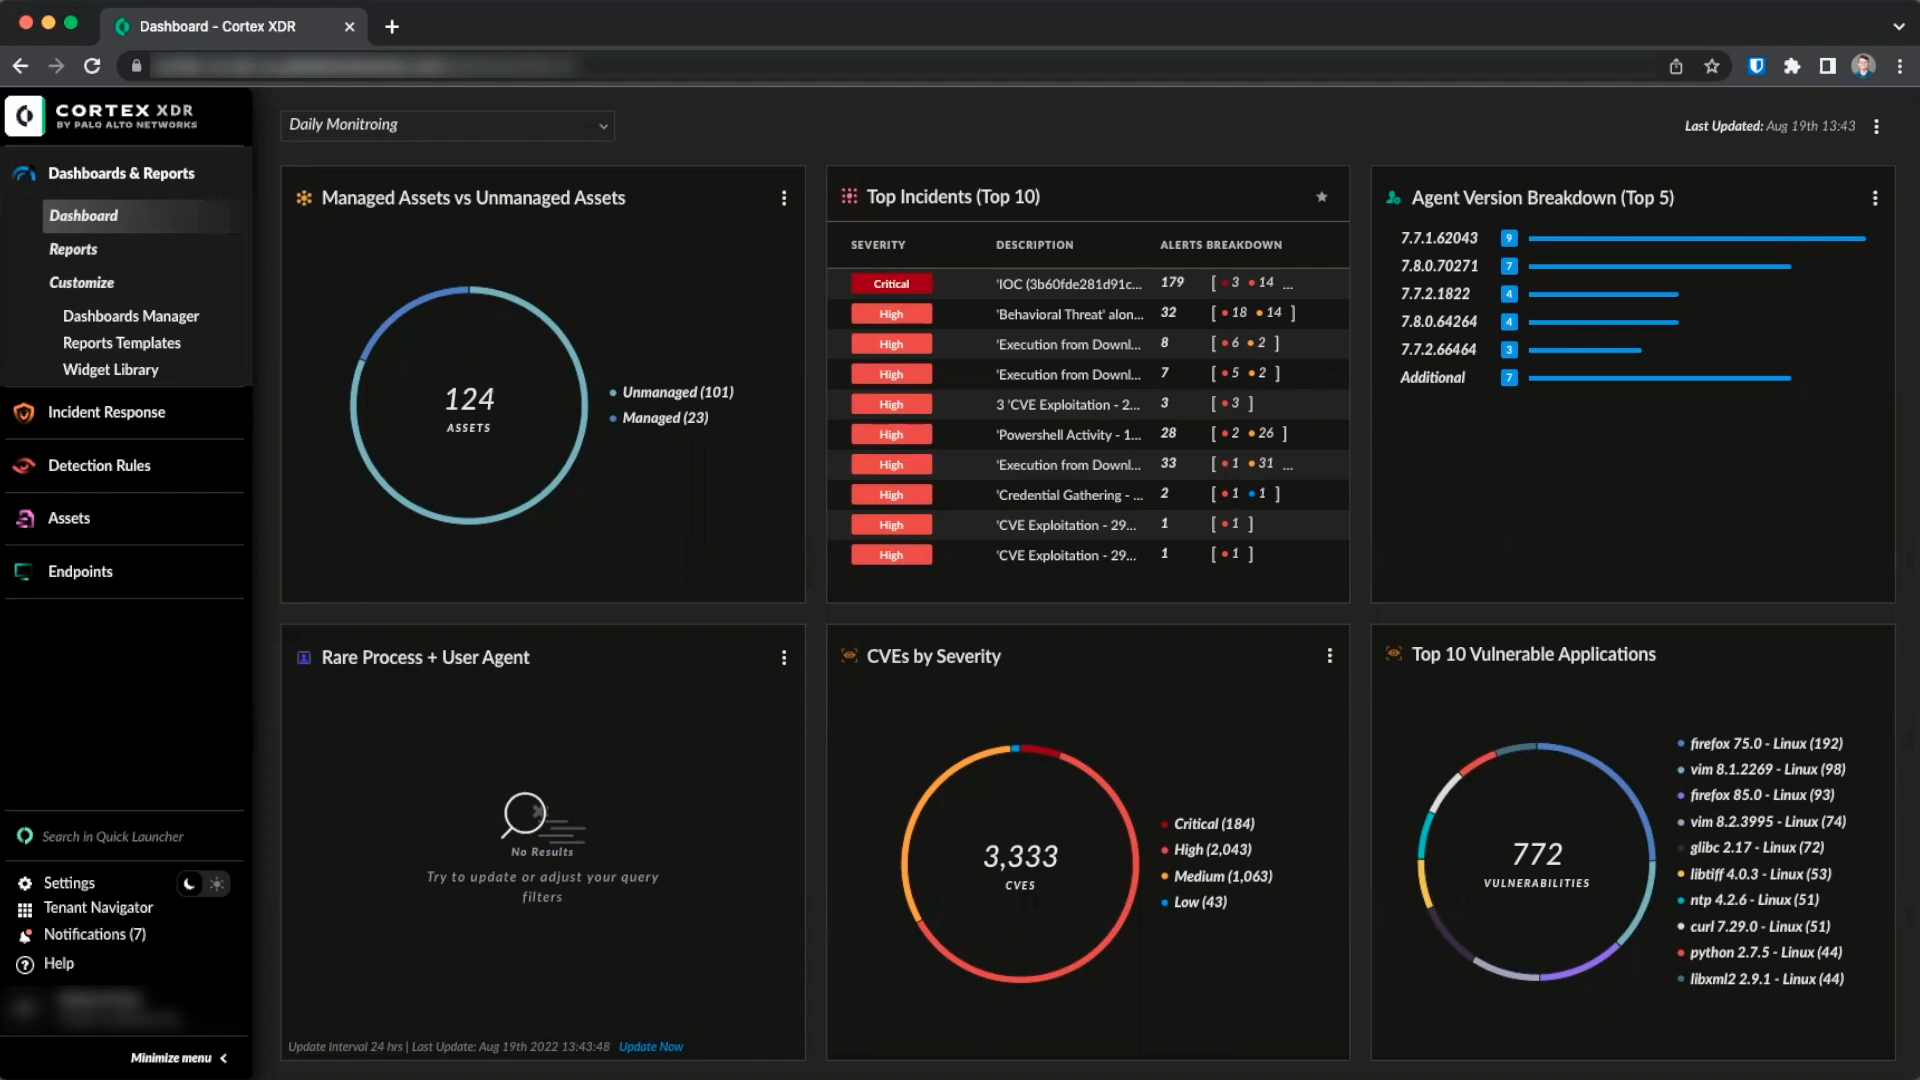 Dashboard - Cortex XDR
CORTEX XDR
BY PALO ALTO NETWORKS
Dashboards & Reports
Dashboard
Reports
Customize
Dashboards Manager
Reports Templates
Widget Library
Incident Response
Detection Rules
Assets
Endpoints
Search in Quick Launcher
Settings
Tenant Navigator
Notifications (7)
Help
Minimize menu
Daily Monitroing
Last Updated: Aug 19th 13:43
Managed Assets vs Unmanaged Assets
124
ASSETS
Unmanaged (101)
Managed (23)
Top Incidents (Top 10)
SEVERITY DESCRIPTION ALERTS BREAKDOWN
Critical 'IOC (3b60fde281d91c... 179 [ 3 14 ...
High 'Behavioral Threat' alon... 32 [ 18 14 ]
High 'Execution from Downl... 8 [ 6 2 ]
High 'Execution from Downl... 7 [ 5 2 ]
High 3 'CVE Exploitation - 2... 3 [ 3 ]
High 'Powershell Activity - 1... 28 [ 2 26 ]
High 'Execution from Downl... 33 [ 1 31 ...
High 'Credential Gathering - ... 2 [ 1 1 ]
High 'CVE Exploitation - 29... 1 [ 1 ]
High 'CVE Exploitation - 29... 1 [ 1 ]
Agent Version Breakdown (Top 5)
7.7.1.62043 9
7.8.0.70271 7
7.7.2.1822 4
7.8.0.64264 4
7.7.2.66464 3
Additional 7
Rare Process + User Agent
No Results
Try to update or adjust your query
filters
Update Interval 24 hrs | Last Update: Aug 19th 2022 13:43:48 Update Now
CVEs by Severity
3,333
CVES
Critical (184)
High (2,043)
Medium (1,063)
Low (43)
Top 10 Vulnerable Applications
772
VULNERABILITIES
firefox 75.0 - Linux (192)
vim 8.1.2269 - Linux (98)
firefox 85.0 - Linux (93)
vim 8.2.3995 - Linux (74)
glibc 2.17 - Linux (72)
libtiff 4.0.3 - Linux (53)
ntp 4.2.6 - Linux (51)
curl 7.29.0 - Linux (51)
python 2.7.5 - Linux (44)
libxml2 2.9.1 - Linux (44)